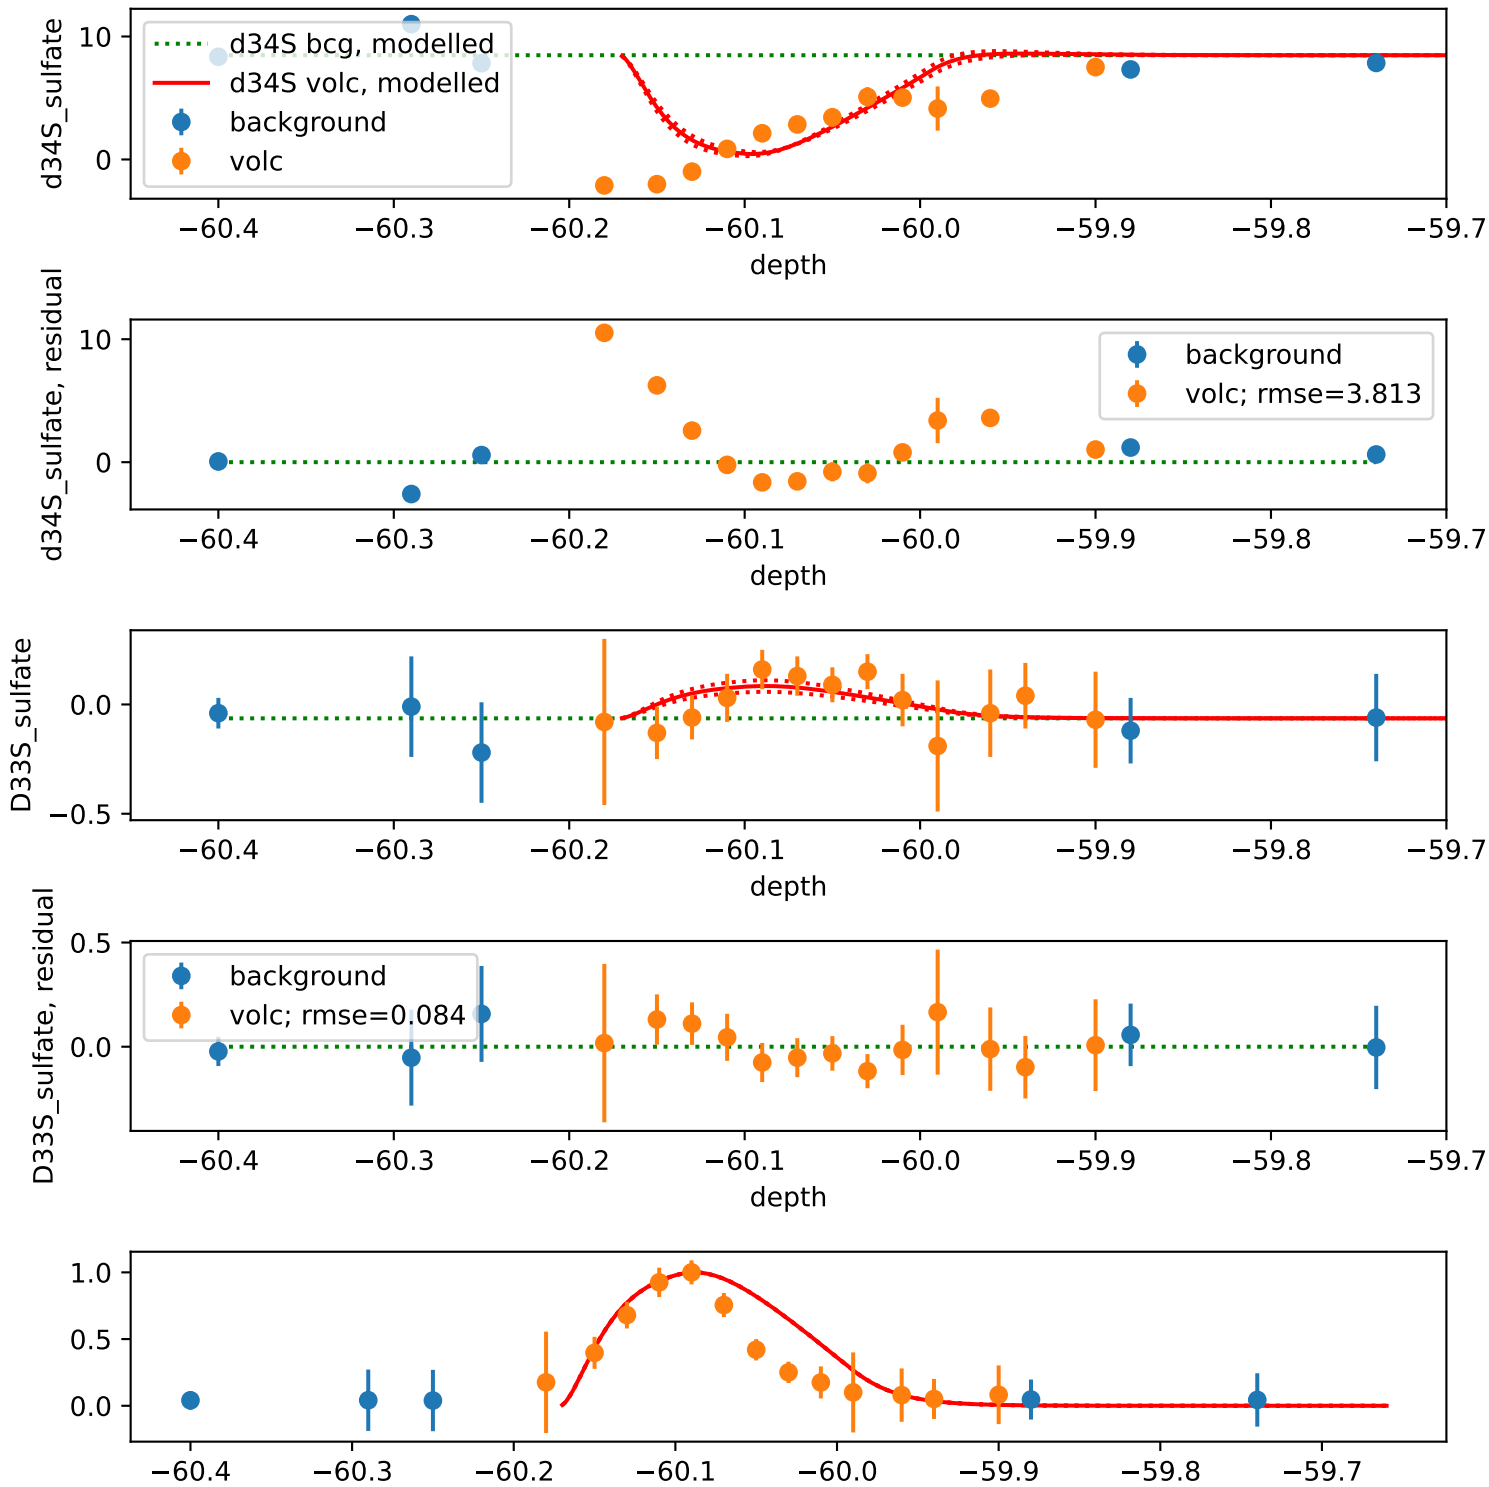 d34S_sulfate
10
0
d34S bcg, modelled
d34S volc, modelled
background
volc
−60.4 −60.3 −60.2 −60.1 −60.0 −59.9 −59.8 −59.7
depth
d34S_sulfate, residual
10
0
background
volc; rmse=3.813
−60.4 −60.3 −60.2 −60.1 −60.0 −59.9 −59.8 −59.7
depth
D33S_sulfate
0.0
−0.5
−60.4 −60.3 −60.2 −60.1 −60.0 −59.9 −59.8 −59.7
depth
D33S_sulfate, residual
0.5
0.0
background
volc; rmse=0.084
−60.4 −60.3 −60.2 −60.1 −60.0 −59.9 −59.8 −59.7
depth
1.0
0.5
0.0
−60.4 −60.3 −60.2 −60.1 −60.0 −59.9 −59.8 −59.7